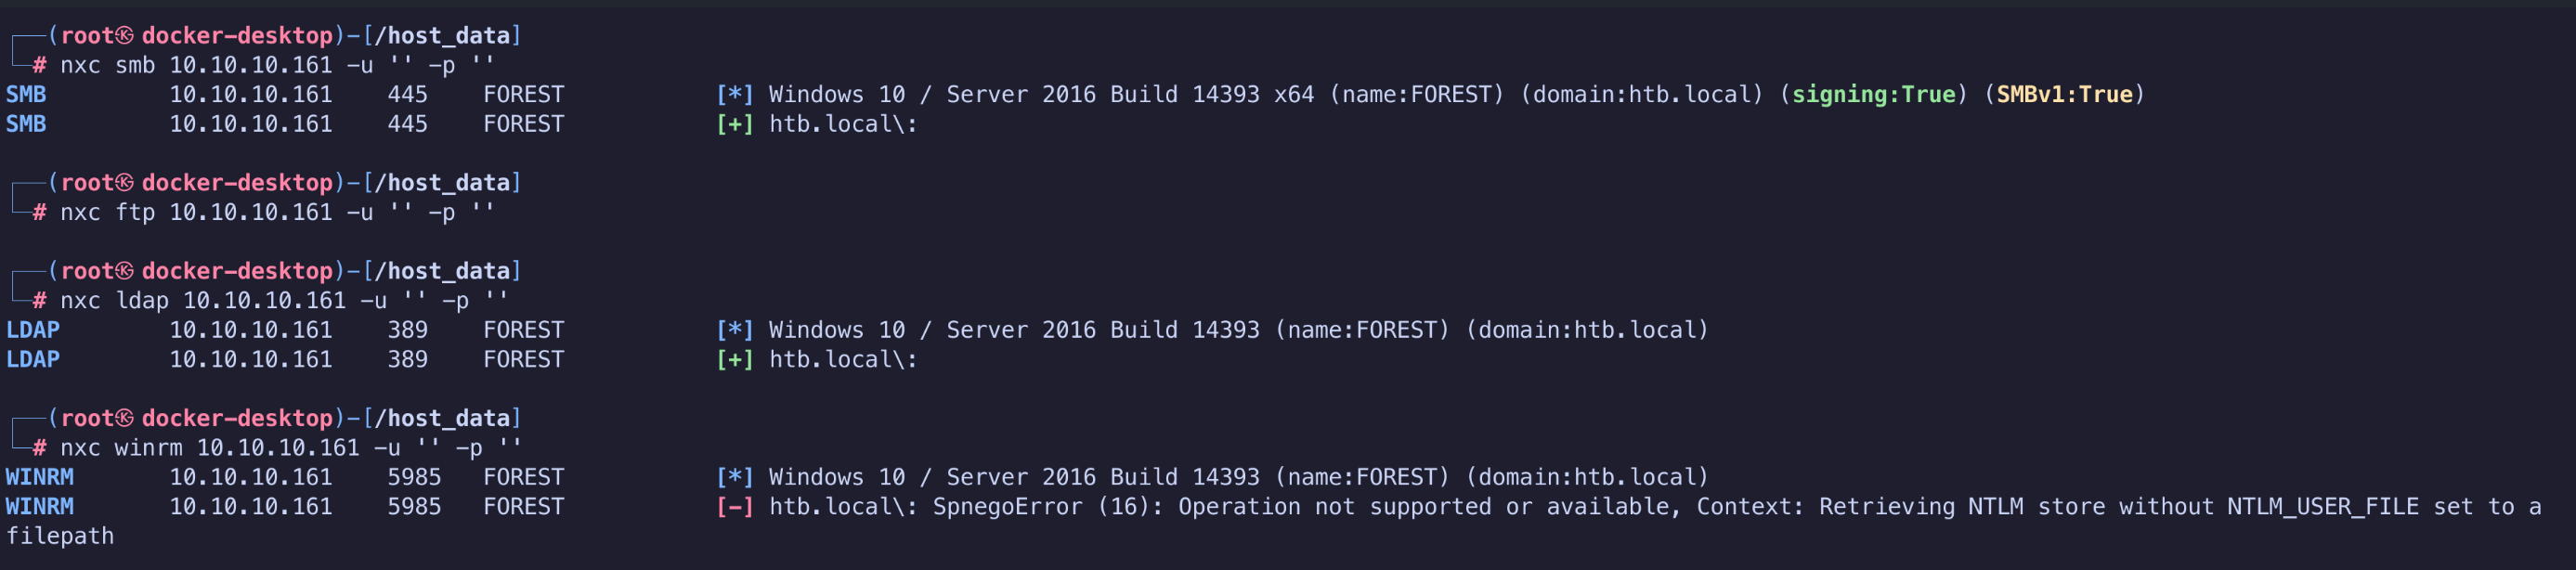 ┌──(root㉿ docker-desktop)-[/host_data]
└─# nxc smb 10.10.10.161 -u '' -p ''
SMB         10.10.10.161    445    FOREST           [*] Windows 10 / Server 2016 Build 14393 x64 (name:FOREST) (domain:htb.local) (signing:True) (SMBv1:True)
SMB         10.10.10.161    445    FOREST           [+] htb.local\:
┌──(root㉿ docker-desktop)-[/host_data]
└─# nxc ftp 10.10.10.161 -u '' -p ''
┌──(root㉿ docker-desktop)-[/host_data]
└─# nxc ldap 10.10.10.161 -u '' -p ''
LDAP        10.10.10.161    389    FOREST           [*] Windows 10 / Server 2016 Build 14393 (name:FOREST) (domain:htb.local)
LDAP        10.10.10.161    389    FOREST           [+] htb.local\:
┌──(root㉿ docker-desktop)-[/host_data]
└─# nxc winrm 10.10.10.161 -u '' -p ''
WINRM       10.10.10.161    5985   FOREST           [*] Windows 10 / Server 2016 Build 14393 (name:FOREST) (domain:htb.local)
WINRM       10.10.10.161    5985   FOREST           [-] htb.local\: SpnegoError (16): Operation not supported or available, Context: Retrieving NTLM store without NTLM_USER_FILE set to a
filepath